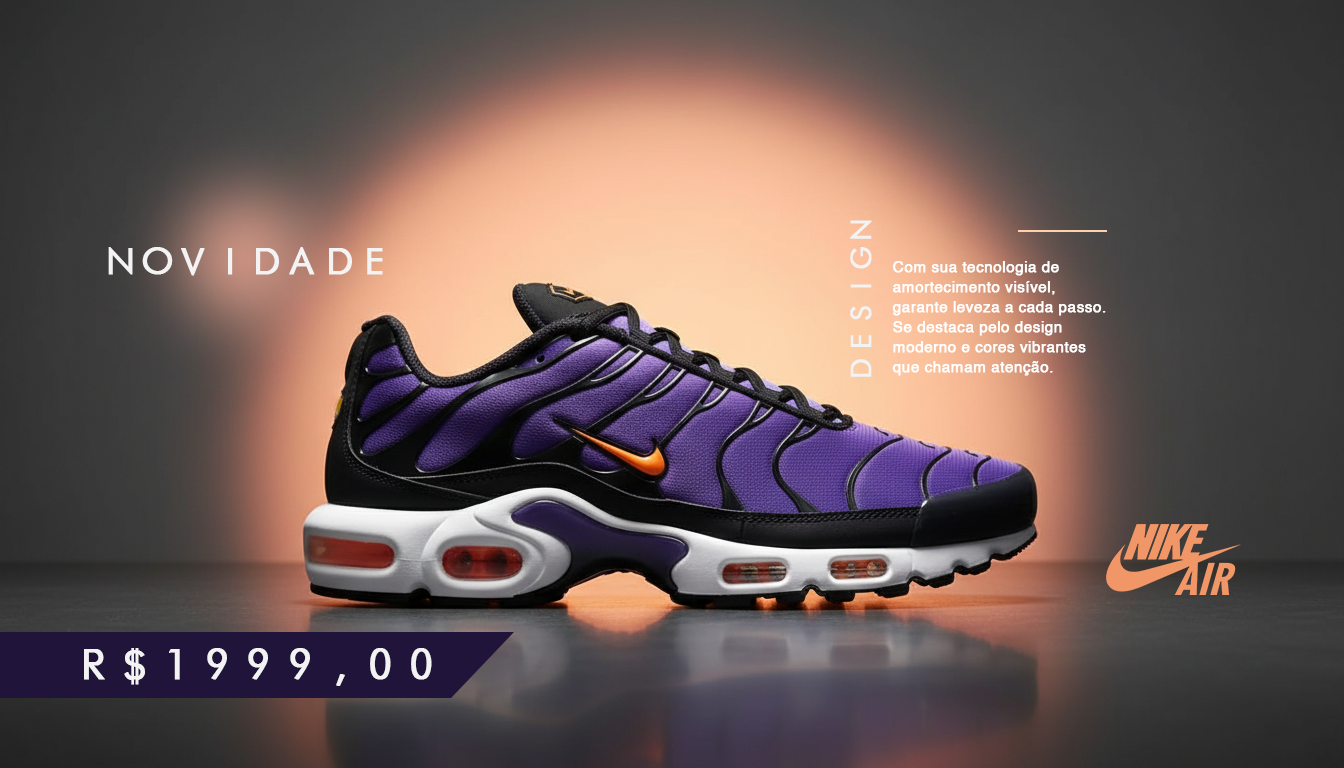 NOVIDADE
DESIGN
Com sua tecnologia de
amortecimento visível,
garante leveza a cada passo.
Se destaca pelo design
moderno e cores vibrantes
que chamam atenção.
NIKE
AIR
R$1999,00